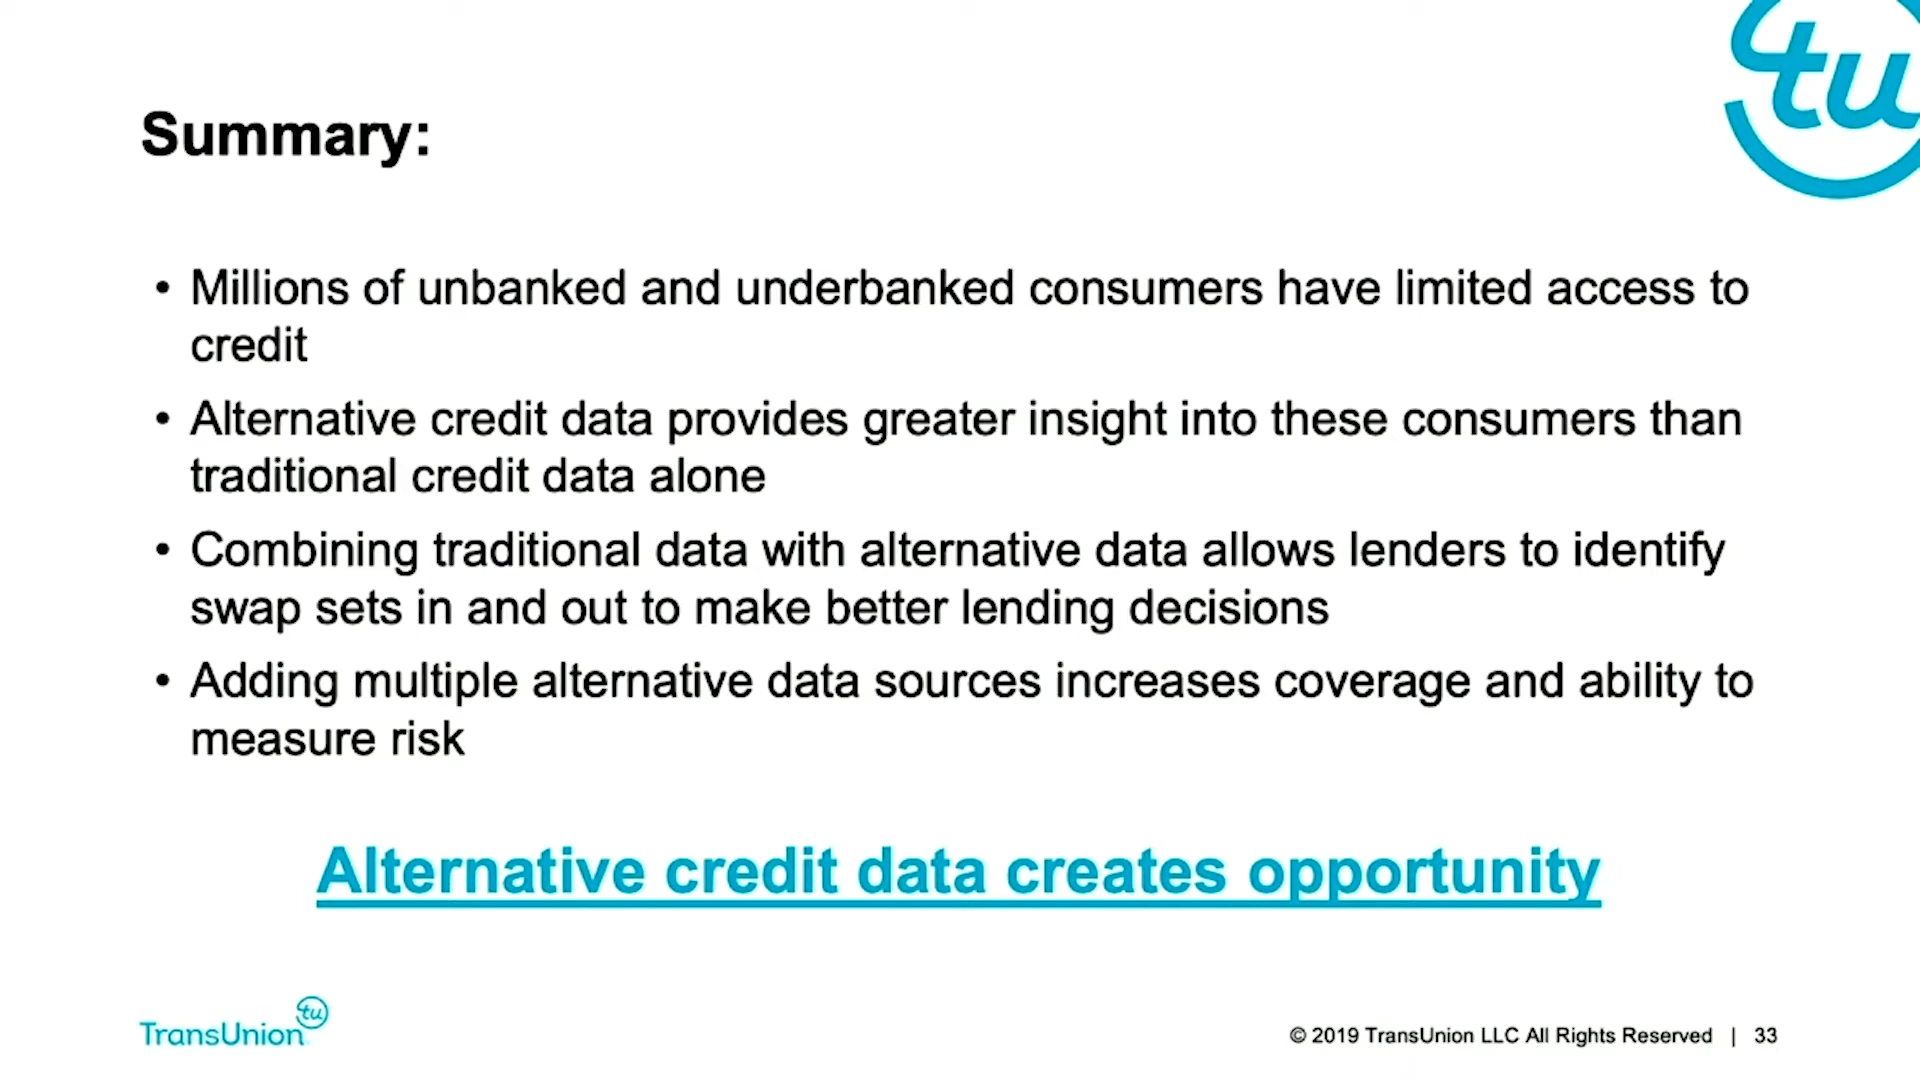 tu
Summary:
• Millions of unbanked and underbanked consumers have limited access to
credit
• Alternative credit data provides greater insight into these consumers than
traditional credit data alone
• Combining traditional data with alternative data allows lenders to identify
swap sets in and out to make better lending decisions
• Adding multiple alternative data sources increases coverage and ability to
measure risk
Alternative credit data creates opportunity
TransUnion tu
© 2019 TransUnion LLC All Rights Reserved | 33